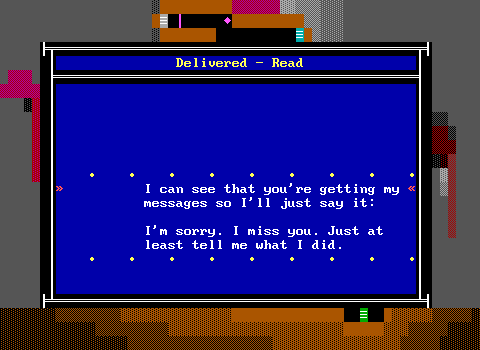 Delivered - Read
I can see that you're getting my
messages so I'll just say it:
I'm sorry. I miss you. Just at
least tell me what I did.